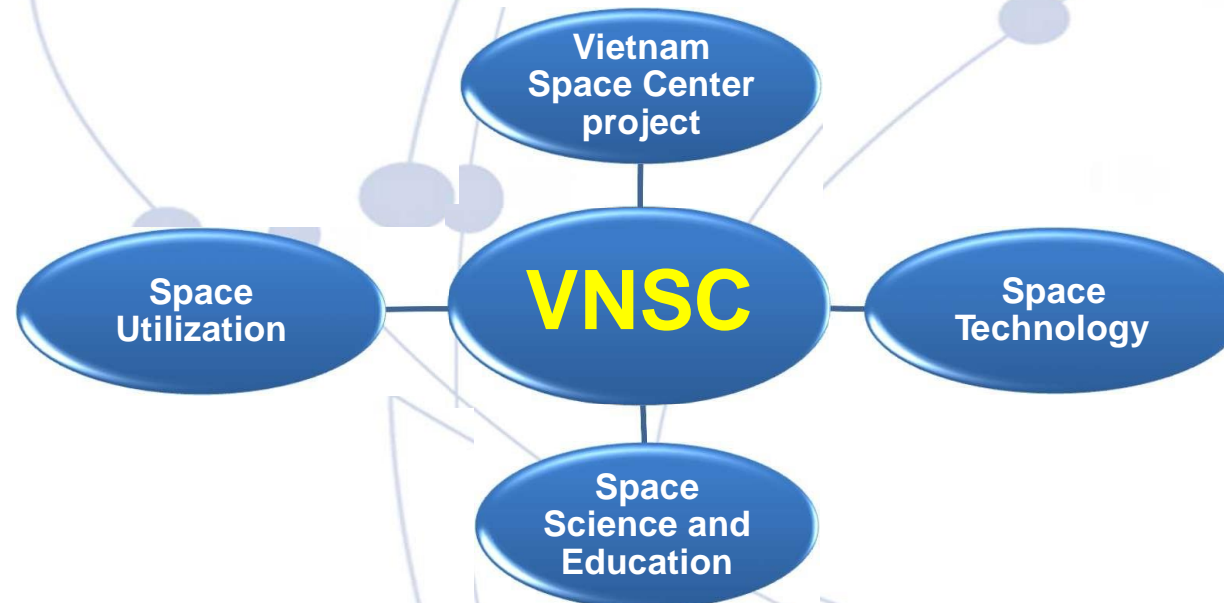 Vietnam
Space Center
project
Space
Utilization
VNSC
Space
Technology
Space
Science and
Education